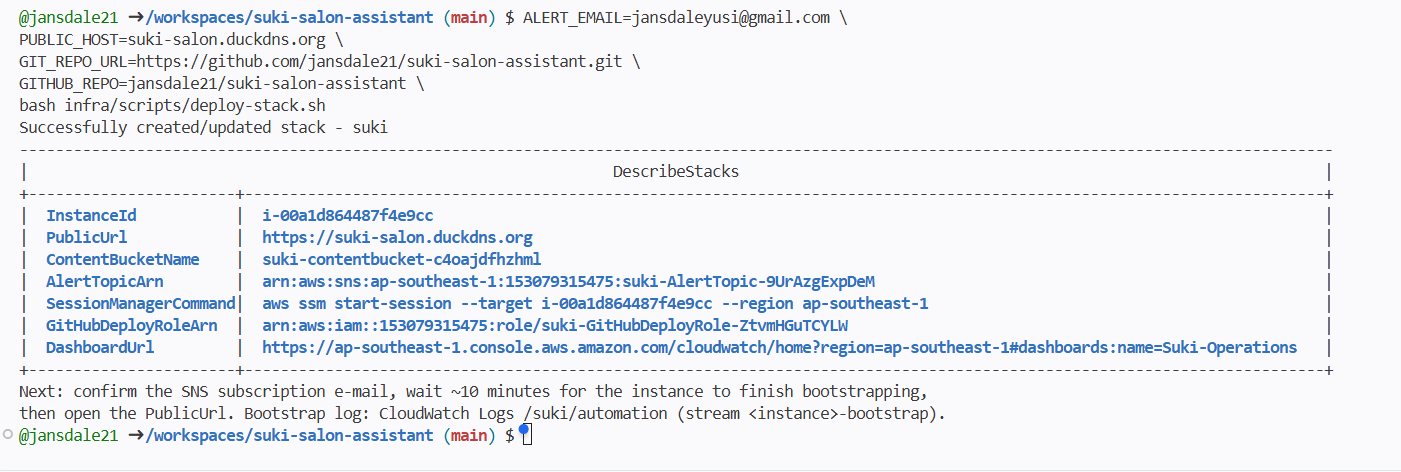 @jansdale21 ➜/workspaces/suki-salon-assistant (main) $ ALERT_EMAIL=jansdaleyusi@gmail.com \
PUBLIC_HOST=suki-salon.duckdns.org \
GIT_REPO_URL=https://github.com/jansdale21/suki-salon-assistant.git \
GITHUB_REPO=jansdale21/suki-salon-assistant \
bash infra/scripts/deploy-stack.sh
Successfully created/updated stack - suki
DescribeStacks
InstanceId | i-00a1d864487f4e9cc
PublicUrl | https://suki-salon.duckdns.org
ContentBucketName | suki-contentbucket-c4oajdfhzhml
AlertTopicArn | arn:aws:sns:ap-southeast-1:153079315475:suki-AlertTopic-9UrAzgExpDeM
SessionManagerCommand| aws ssm start-session --target i-00a1d864487f4e9cc --region ap-southeast-1
GitHubDeployRoleArn | arn:aws:iam::153079315475:role/suki-GitHubDeployRole-ZtvmHGuTCYLW
DashboardUrl | https://ap-southeast-1.console.aws.amazon.com/cloudwatch/home?region=ap-southeast-1#dashboards:name=Suki-Operations
Next: confirm the SNS subscription e-mail, wait ~10 minutes for the instance to finish bootstrapping,
then open the PublicUrl. Bootstrap log: CloudWatch Logs /suki/automation (stream <instance>-bootstrap).
@jansdale21 ➜/workspaces/suki-salon-assistant (main) $